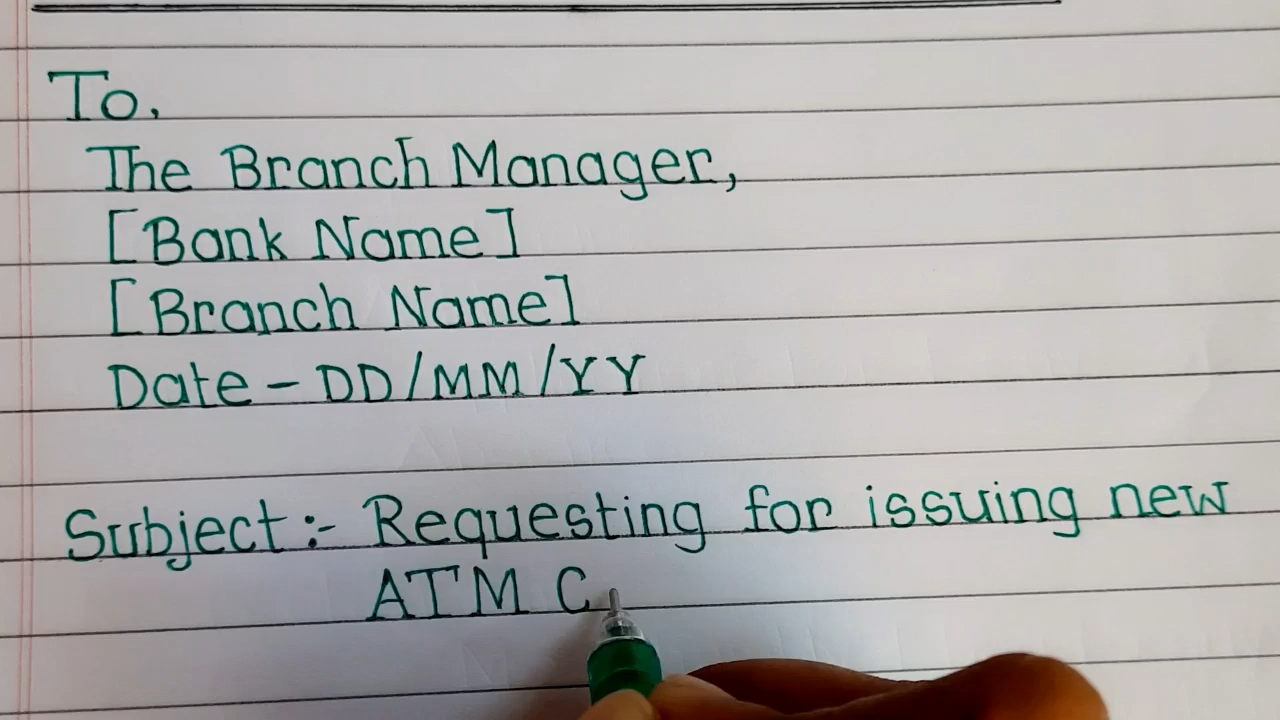 To,
The Branch Manager,
[Bank Name]
[Branch Name]
Date - DD/MM/YY
Subject :- Requesting for issuing new
ATM C